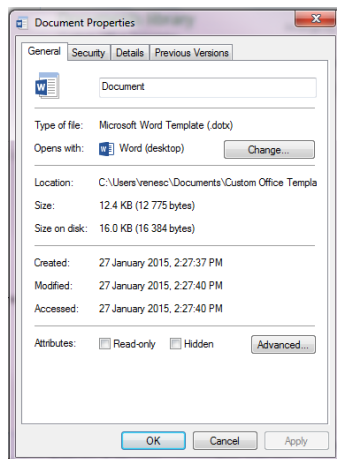 Document Properties
General Security Details Previous Versions
Document
Type of file: Microsoft Word Template (.dotx)
Opens with: Word (desktop) Change...
Location: C:\Users\renesc\Documents\Custom Office Templa
Size: 12.4 KB (12 775 bytes)
Size on disk: 16.0 KB (16 384 bytes)
Created: 27 January 2015, 2:27:37 PM
Modified: 27 January 2015, 2:27:40 PM
Accessed: 27 January 2015, 2:27:40 PM
Attributes: Read-only Hidden Advanced...
OK Cancel Apply